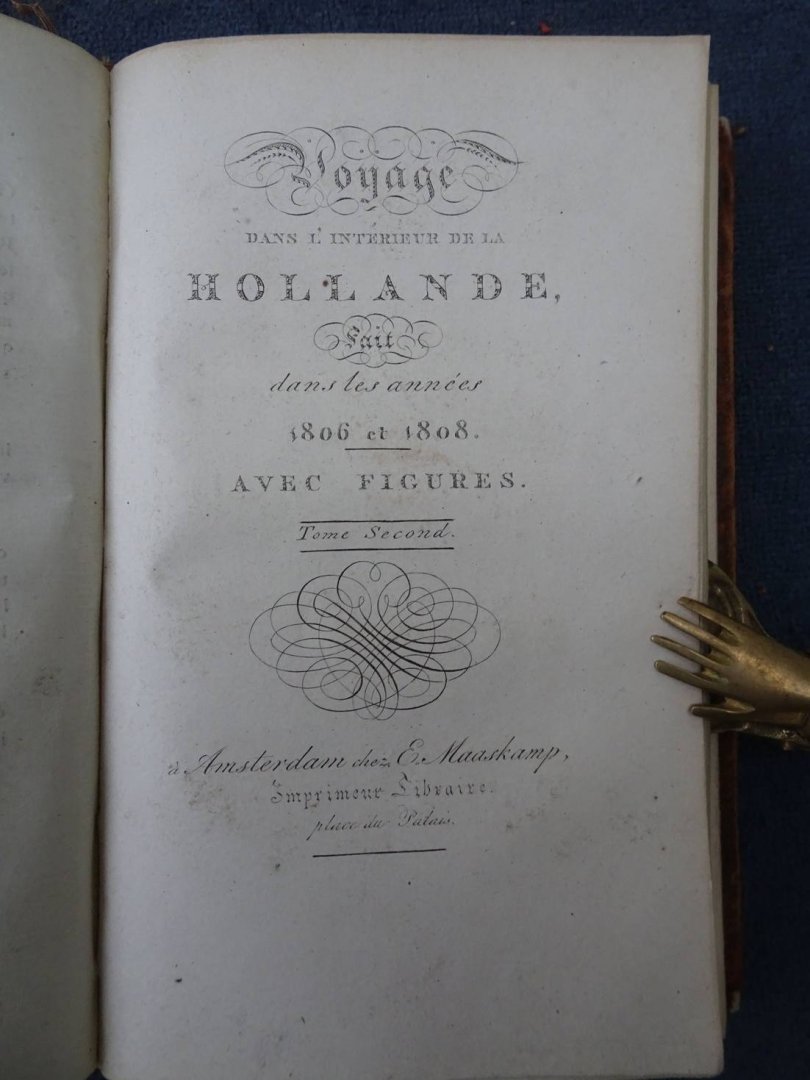 Voyage
DANS L'INTÉRIEUR DE LA
HOLLANDE,
Fait
dans les années
1806 et 1808.
AVEC FIGURES.
Tome Second.
à Amsterdam chez E. Maaskamp,
Imprimeur Libraire.
place du Palais.